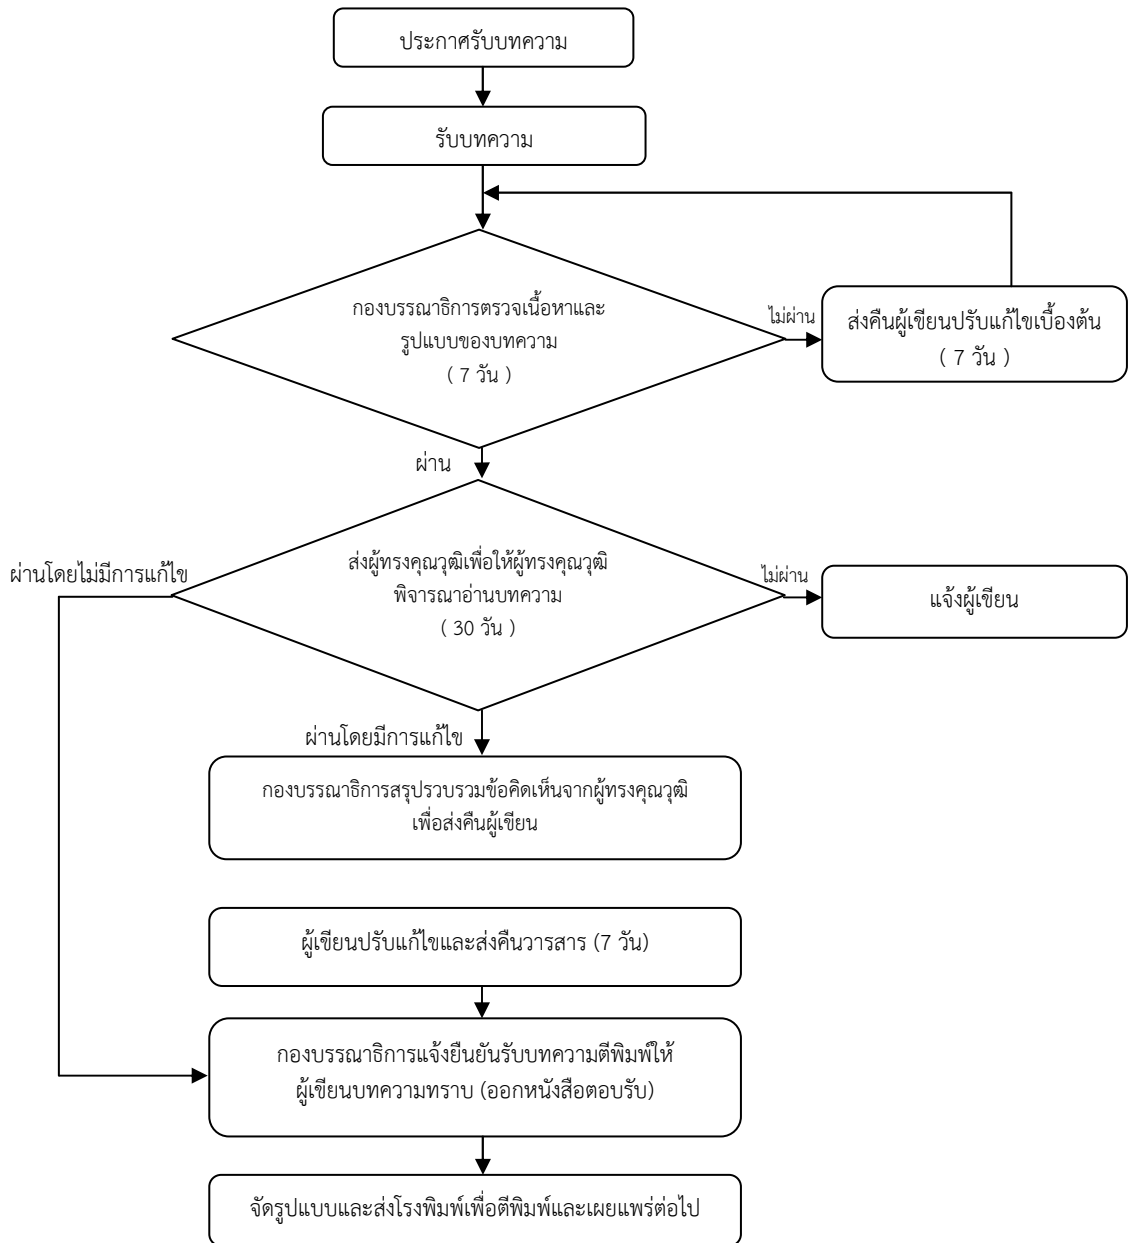 ประกาศรับบทความ
รับบทความ
กองบรรณาธิการตรวจเนื้อหาและ
รูปแบบของบทความ
( 7 วัน )
ไม่ผ่าน
ส่งคืนผู้เขียนปรับแก้ไขเบื้องต้น
( 7 วัน )
ผ่าน
ผ่านโดยไม่มีการแก้ไข
ส่งผู้ทรงคุณวุฒิเพื่อให้ผู้ทรงคุณวุฒิ
พิจารณาอ่านบทความ
( 30 วัน )
ไม่ผ่าน
แจ้งผู้เขียน
ผ่านโดยมีการแก้ไข
กองบรรณาธิการสรุปรวบรวมข้อคิดเห็นจากผู้ทรงคุณวุฒิ
เพื่อส่งคืนผู้เขียน
ผู้เขียนปรับแก้ไขและส่งคืนวารสาร (7 วัน)
กองบรรณาธิการแจ้งยืนยันรับบทความตีพิมพ์ให้
ผู้เขียนบทความทราบ (ออกหนังสือตอบรับ)
จัดรูปแบบและส่งโรงพิมพ์เพื่อตีพิมพ์และเผยแพร่ต่อไป